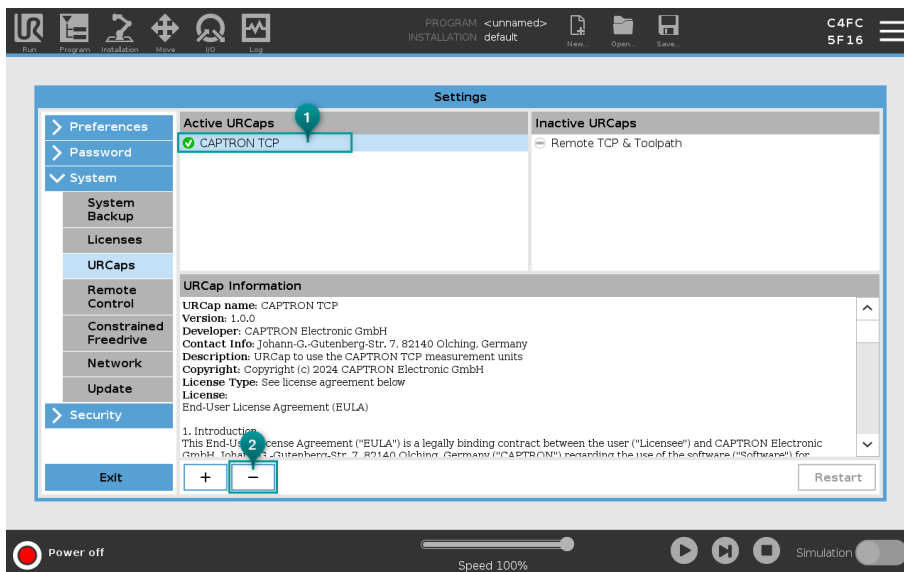 PROGRAM <unnamed>
INSTALLATION default
C4FC
5F16
Run
Program
Installation
Move
I/O
Log
New...
Open...
Save...
Settings
Preferences
Password
System
System
Backup
Licenses
URCaps
Remote
Control
Constrained
Freedrive
Network
Update
Security
Exit
Active URCaps
1
CAPTRON TCP
Inactive URCaps
Remote TCP & Toolpath
URCap Information
URCap name: CAPTRON TCP
Version: 1.0.0
Developer: CAPTRON Electronic GmbH
Contact Info: Johann-G.-Gutenberg-Str. 7, 82140 Olching, Germany
Description: URCap to use the CAPTRON TCP measurement units
Copyright: Copyright (c) 2024 CAPTRON Electronic GmbH
License Type: See license agreement below
License:
End-User License Agreement (EULA)
1. Introduction
This End-User License Agreement ("EULA") is a legally binding contract between the user ("Licensee") and CAPTRON Electronic
GmbH, Johann-G.-Gutenberg-Str. 7, 82140 Olching, Germany ("CAPTRON") regarding the use of the software ("Software") for
2
+
−
Restart
Power off
Speed 100%
Simulation